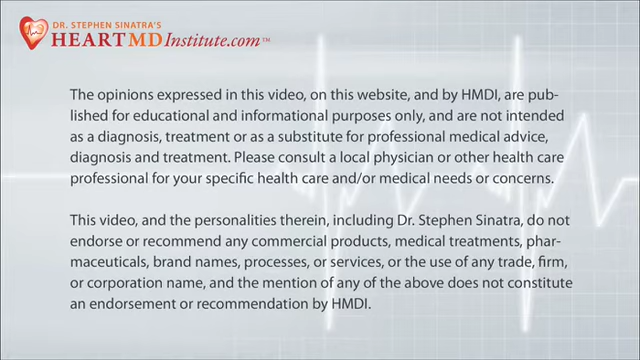 DR. STEPHEN SINATRA'S
HEARTMDInstitute.com™
The opinions expressed in this video, on this website, and by HMDI, are pub-
lished for educational and informational purposes only, and are not intended
as a diagnosis, treatment or as a substitute for professional medical advice,
diagnosis and treatment. Please consult a local physician or other health care
professional for your specific health care and/or medical needs or concerns.
This video, and the personalities therein, including Dr. Stephen Sinatra, do not
endorse or recommend any commercial products, medical treatments, phar-
maceuticals, brand names, processes, or services, or the use of any trade, firm,
or corporation name, and the mention of any of the above does not constitute
an endorsement or recommendation by HMDI.